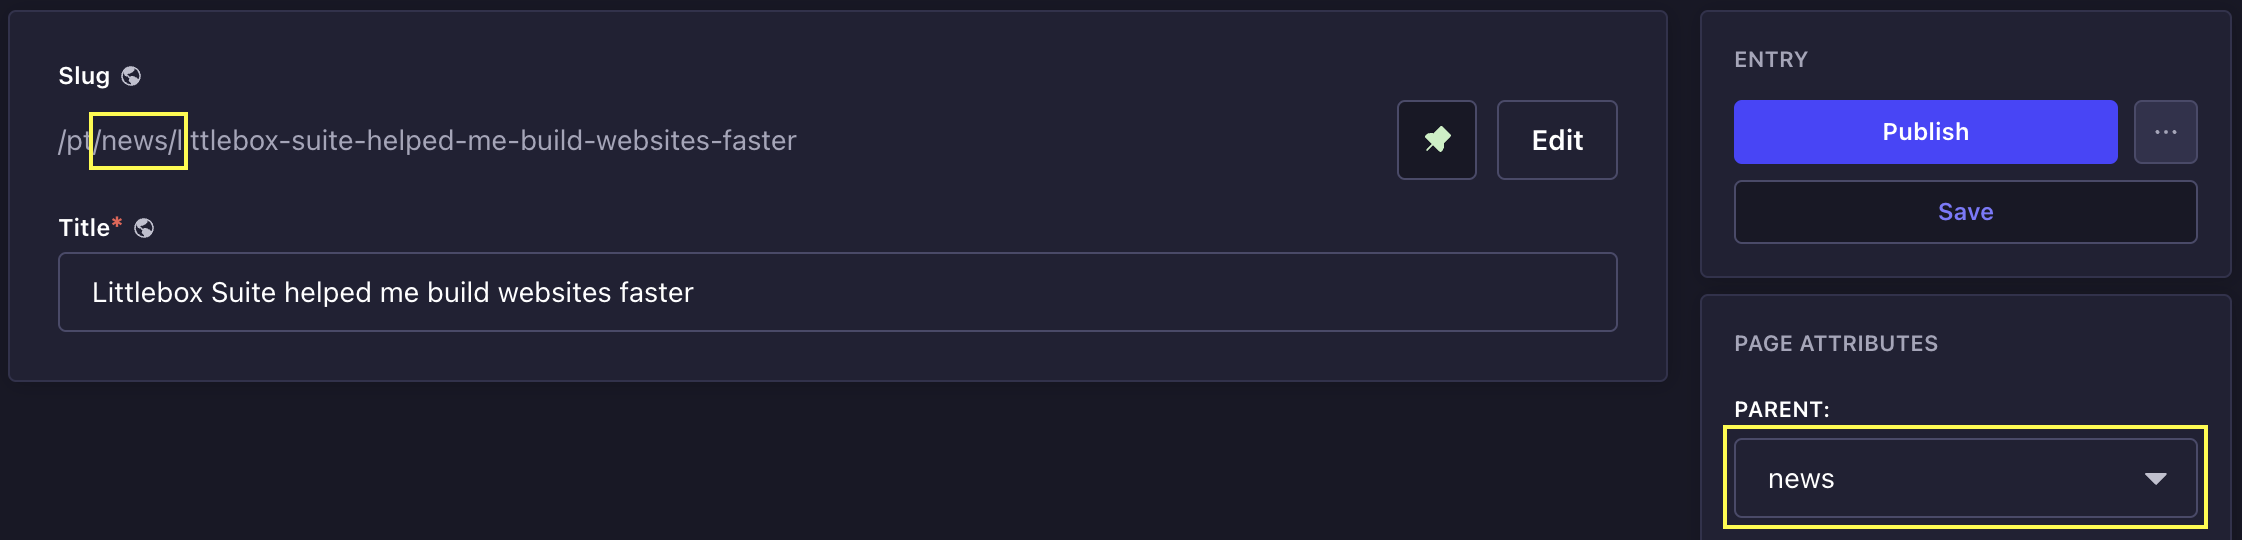 Slug
/pt/news/littlebox-suite-helped-me-build-websites-faster
Edit
Title*
Littlebox Suite helped me build websites faster
ENTRY
Publish
...
Save
PAGE ATTRIBUTES
PARENT:
news